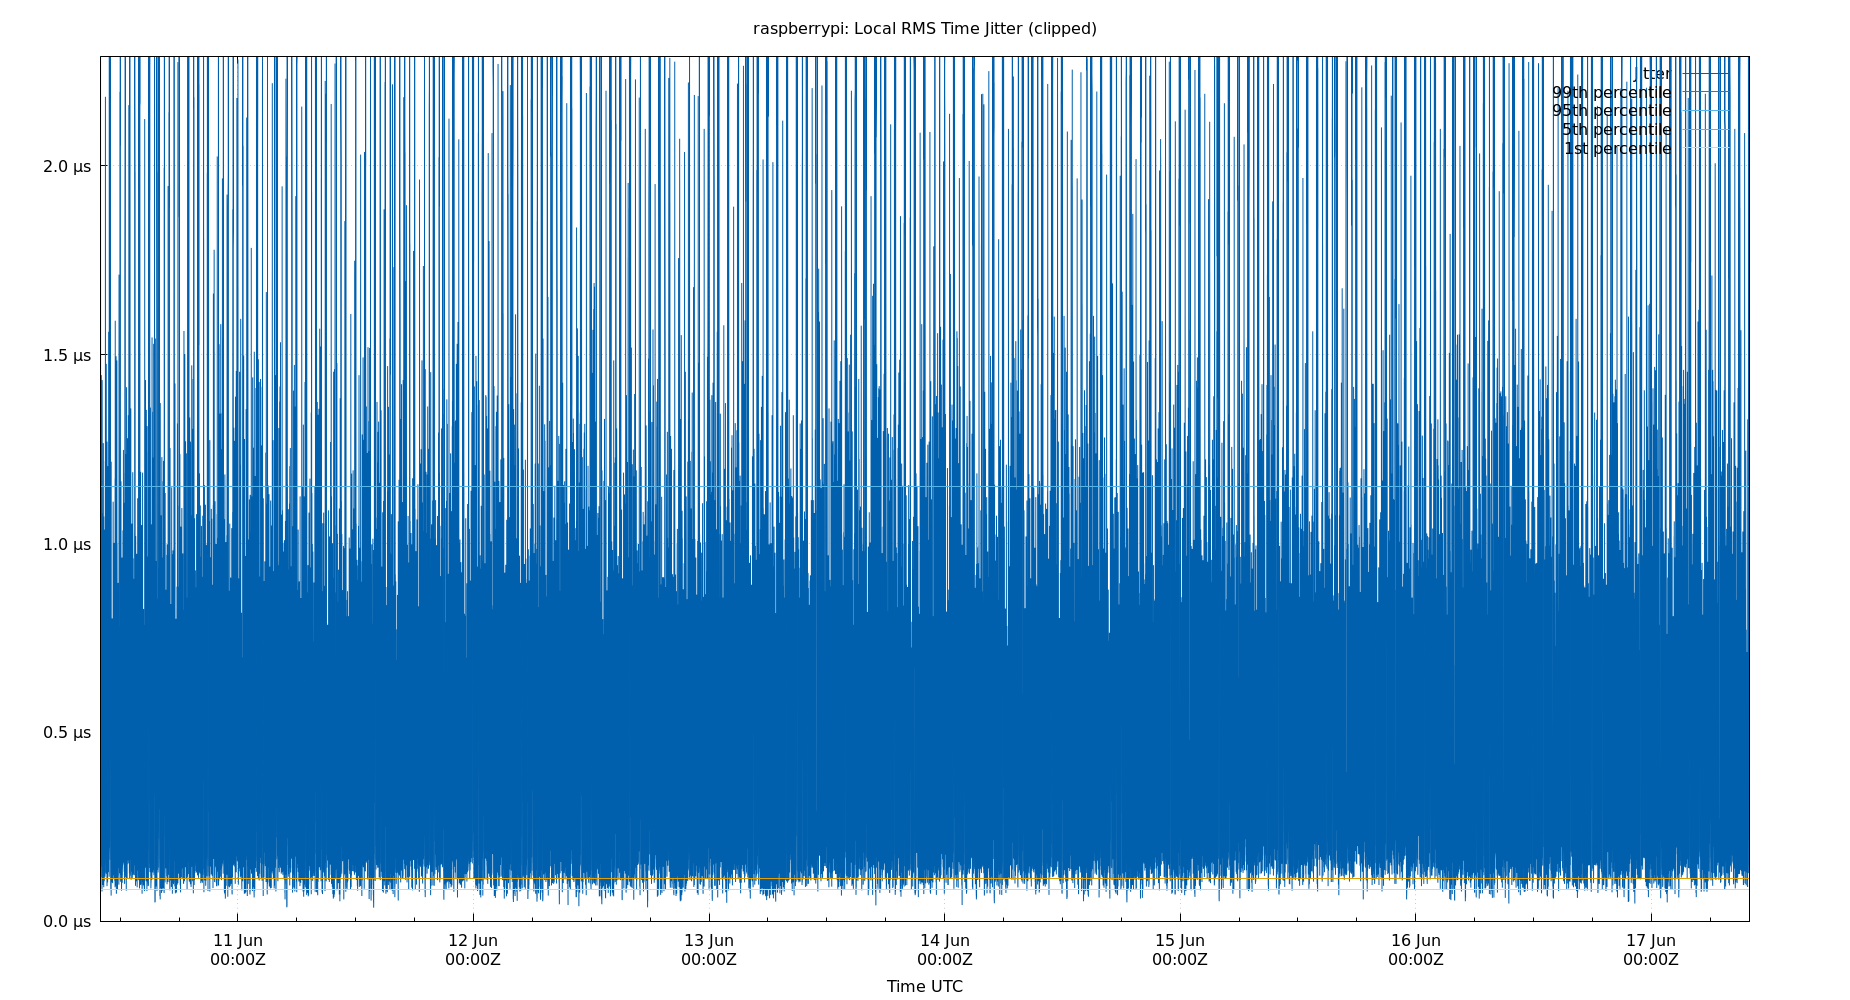 raspberrypi: Local RMS Time Jitter (clipped)
jitter
99th percentile
95th percentile
5th percentile
1st percentile
2.0 µs
1.5 µs
1.0 µs
0.5 µs
0.0 µs
11 Jun 12 Jun 13 Jun 14 Jun 15 Jun 16 Jun 17 Jun
00:00Z 00:00Z 00:00Z 00:00Z 00:00Z 00:00Z 00:00Z
Time UTC